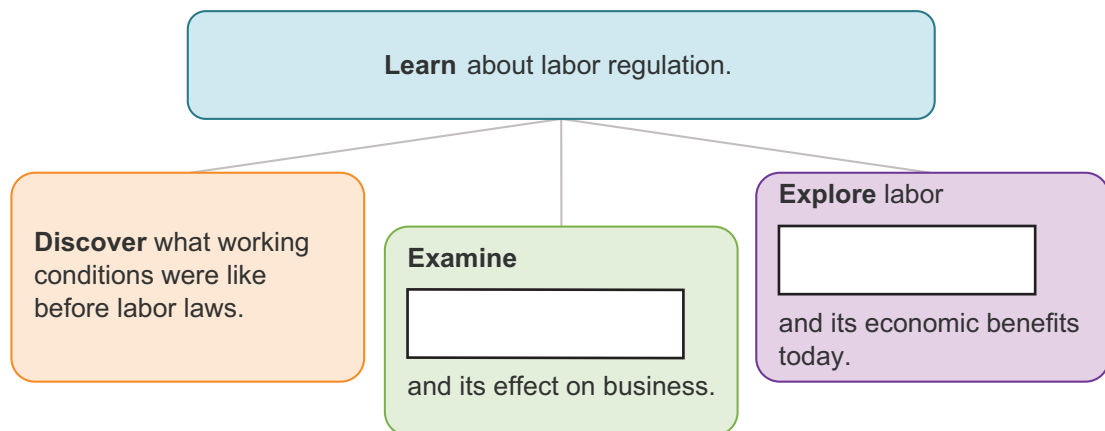 Learn about labor regulation.
Discover what working
conditions were like
before labor laws.
Examine
and its effect on business.
Explore labor
and its economic benefits
today.